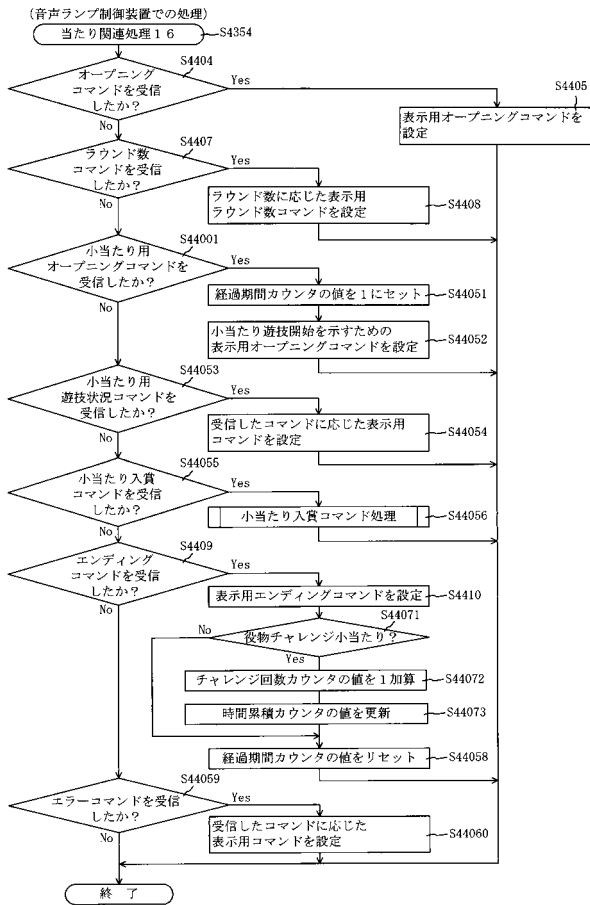 （音声ランプ制御装置での処理）
当たり関連処理１６
S4354
S4404
オープニング
コマンドを受信
したか？
Yes
No
S4405
表示用オープニングコマンドを
設定
S4407
ラウンド数
コマンドを受信
したか？
Yes
No
ラウンド数に応じた表示用
ラウンド数コマンドを設定
S4408
S44001
小当たり用
オープニングコマンドを
受信したか？
Yes
No
経過期間カウンタの値を１にセット
S44051
小当たり遊技開始を示すための
表示用オープニングコマンドを設定
S44052
S44053
小当たり用
遊技状況コマンドを
受信したか？
Yes
No
受信したコマンドに応じた表示用
コマンドを設定
S44054
S44055
小当たり入賞
コマンドを受信
したか？
Yes
No
小当たり入賞コマンド処理
S44056
S4409
エンディング
コマンドを受信
したか？
Yes
No
表示用エンディングコマンドを設定
S4410
S44071
役物チャレンジ小当たり？
No
Yes
チャレンジ回数カウンタの値を１加算
S44072
時間累積カウンタの値を更新
S44073
経過期間カウンタの値をリセット
S44058
S44059
エラーコマンドを受信
したか？
Yes
No
受信したコマンドに応じた
表示用コマンドを設定
S44060
終 了